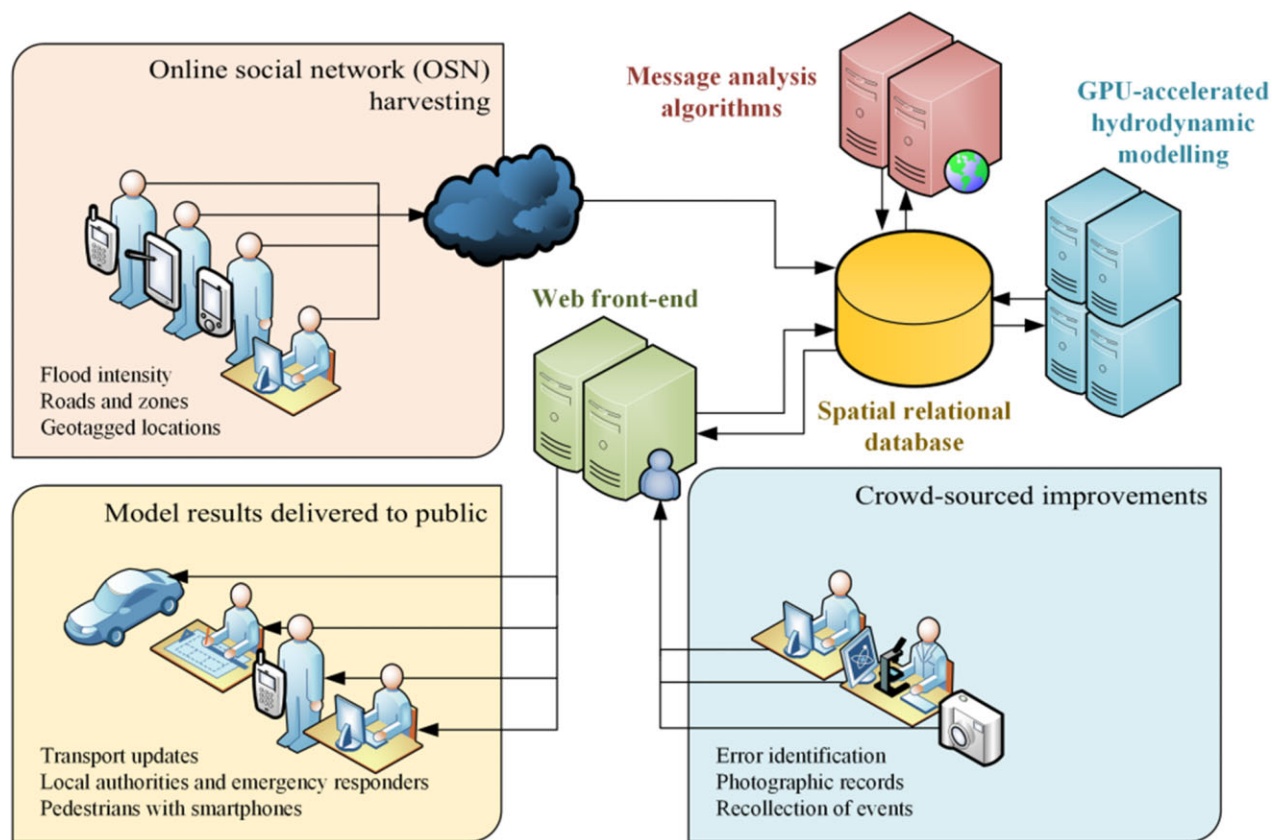 Online social network (OSN)
harvesting
Flood intensity
Roads and zones
Geotagged locations
Message analysis
algorithms
GPU-accelerated
hydrodynamic
modelling
Web front-end
Spatial relational
database
Model results delivered to public
Transport updates
Local authorities and emergency responders
Pedestrians with smartphones
Crowd-sourced improvements
Error identification
Photographic records
Recollection of events